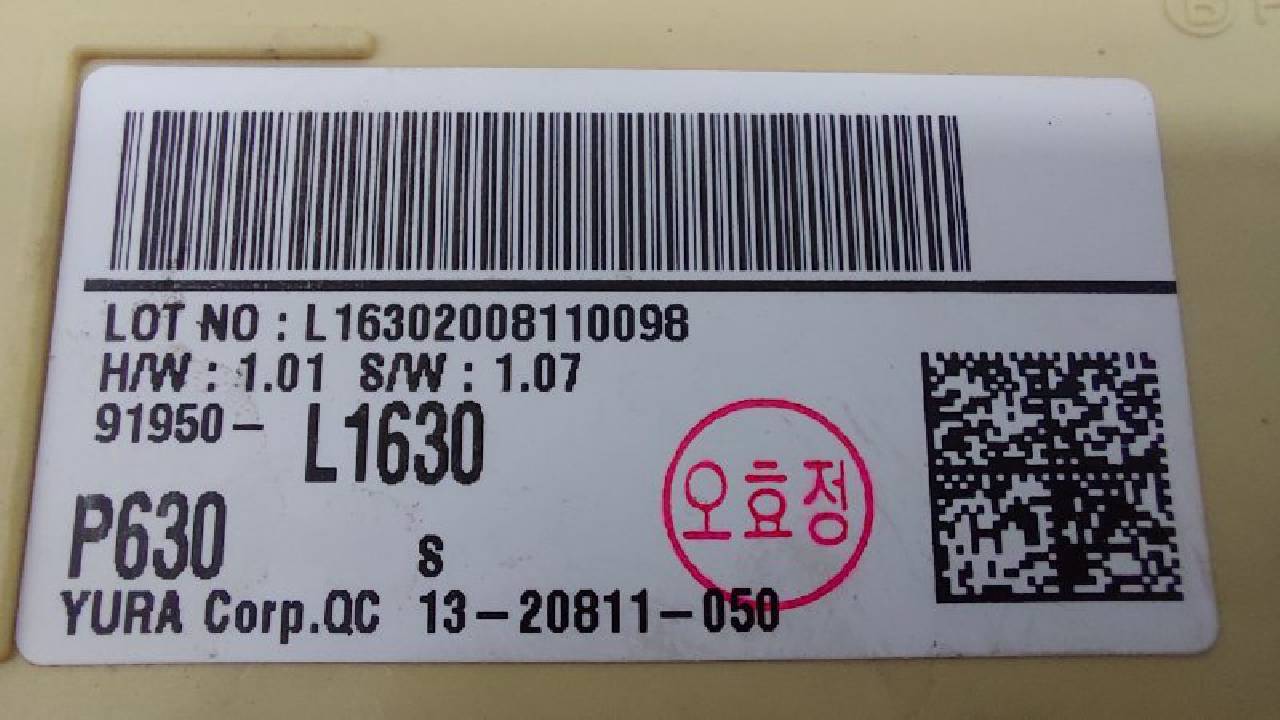 LOT NO : L16302008110098
H/W : 1.01 S/W : 1.07
91950- L1630
P630 S
오효정
YURA Corp.QC 13-20811-050